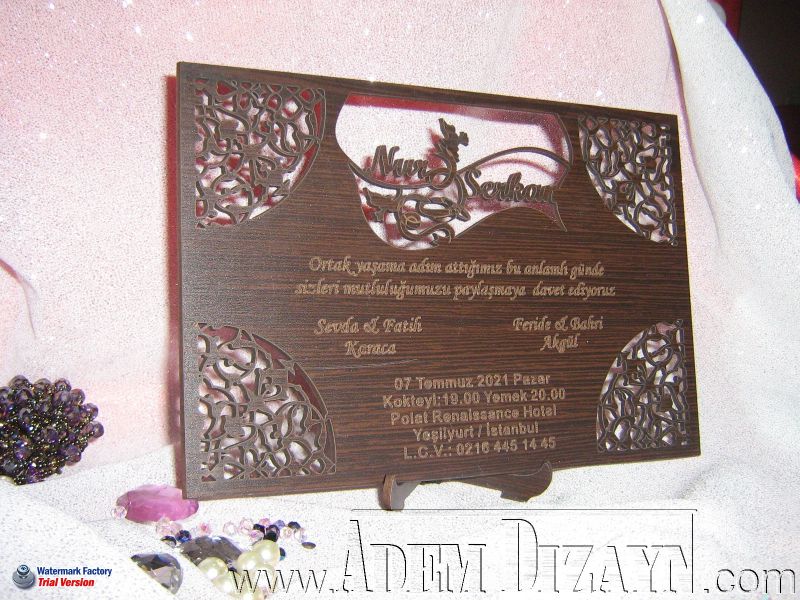 Nur & Serkan
Ortak yaşama adım attığımız bu anlamlı günde
sizleri mutluluğumuzu paylaşmaya davet ediyoruz
Sevda & Fatih
Karaca
Feride & Bahri
Akgül
07 Temmuz 2021 Pazar
Kokteyl:19.00 Yemek 20.00
Polat Renaissance Hotel
Yeşilyurt / İstanbul
L.C.V.: 0216 445 14 45
www.ADEM DIZAYN.com
Watermark Factory
Trial Version